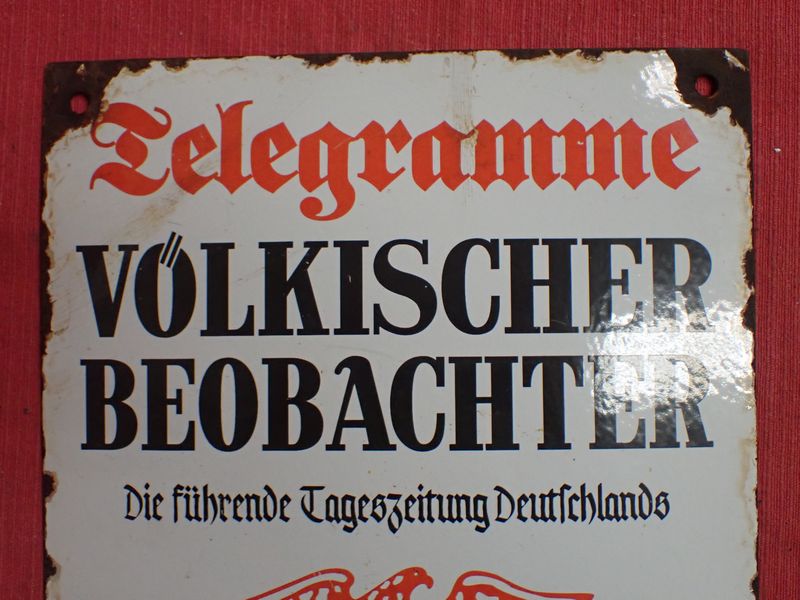 Telegramme
VÖLKISCHER
BEOBACHTER
Die führende Tageszeitung Deutſchlands